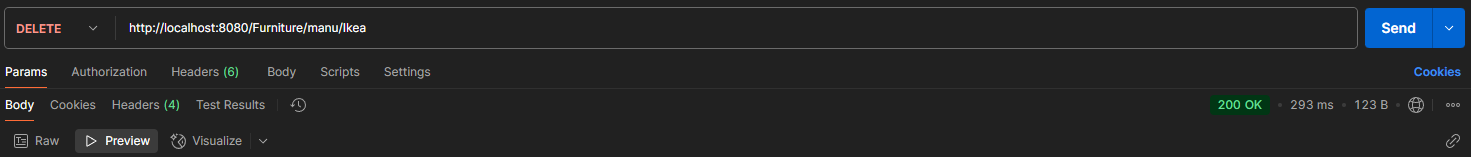 DELETE http://localhost:8080/Furniture/manu/Ikea Send
Params Authorization Headers (6) Body Scripts Settings Cookies
Body Cookies Headers (4) Test Results 200 OK • 293 ms • 123 B •
Raw Preview Visualize